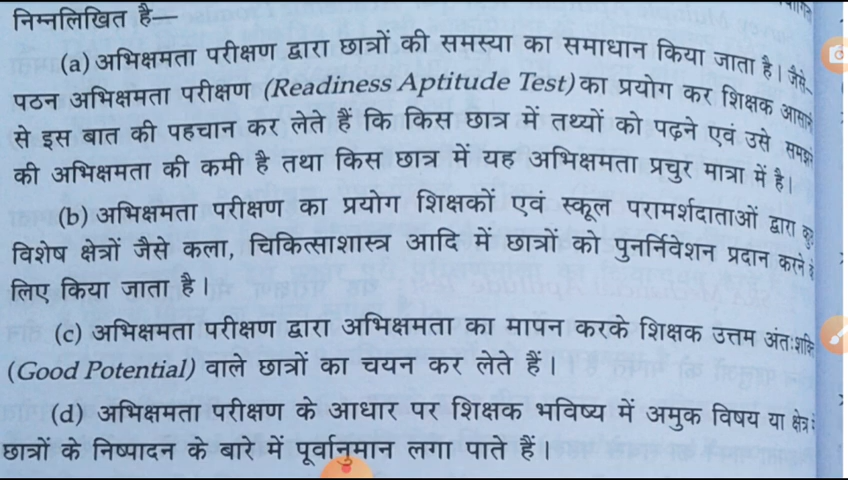 निम्नलिखित है—
(a) अभिक्षमता परीक्षण द्वारा छात्रों की समस्या का समाधान किया जाता है। जैसे-
पठन अभिक्षमता परीक्षण (Readiness Aptitude Test) का प्रयोग कर शिक्षक
से इस बात की पहचान कर लेते हैं कि किस छात्र में तथ्यों को पढ़ने एवं उसे
की अभिक्षमता की कमी है तथा किस छात्र में यह अभिक्षमता प्रचुर मात्रा में है।
(b) अभिक्षमता परीक्षण का प्रयोग शिक्षकों एवं स्कूल परामर्शदाताओं द्वारा
विशेष क्षेत्रों जैसे कला, चिकित्साशास्त्र आदि में छात्रों को पुनर्निवेशन प्रदान करने
लिए किया जाता है।
(c) अभिक्षमता परीक्षण द्वारा अभिक्षमता का मापन करके शिक्षक उत्तम अंतःशक्ति
(Good Potential) वाले छात्रों का चयन कर लेते हैं।
(d) अभिक्षमता परीक्षण के आधार पर शिक्षक भविष्य में अमुक विषय या क्षेत्र
छात्रों के निष्पादन के बारे में पूर्वानुमान लगा पाते हैं।